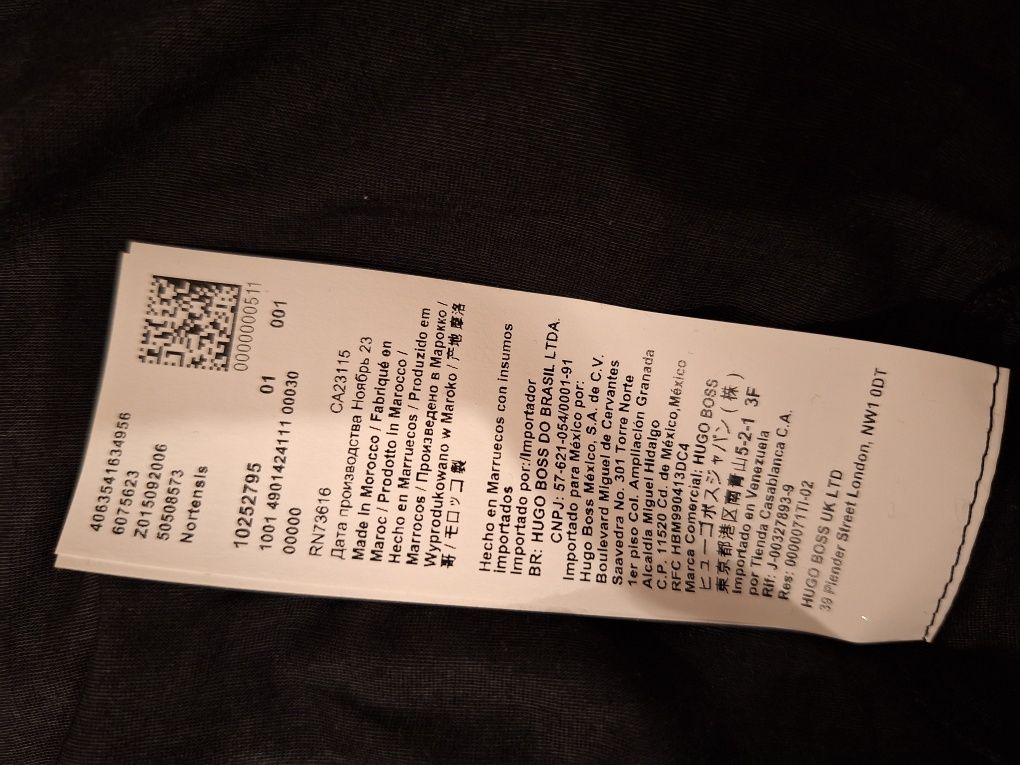 0000000511
4063541634956
6075623
Z2015092006
50508573
Nortensis
10252795 01 001
1001 4901424111 00030
00000
RN73616 CA23115
Дата производства Ноябрь 23
Made In Morocco / Fabriqué en
Maroc / Prodotto In Marocco /
Hecho en Marruecos / Produzido em
Marrocos / Произведено в Марокко /
Wyprodukowano w Maroko / 产地 摩洛
哥 / モロッコ製
Hecho en Marruecos con insumos
importados
Importado por:/Importador
BR: HUGO BOSS DO BRASIL LTDA.
CNPJ: 57-621-054/0001-91
Importado para México por:
Hugo Boss México, S.A. de C.V.
Boulevard Miguel de Cervantes
Saavedra No. 301 Torre Norte
1er piso Col. Ampliación Granada
Alcaldia Miguel Hidalgo
C.P. 11520 Cd. de México,México
RFC HBM990413DC4
Marca Comercial: HUGO BOSS
ヒューゴボスジャパン(株)
東京都港区南青山5-2-1 3F
Importado en Venezuela
por Tienda Casablanca C.A.
Rif: J-00327893-9
Res: 0000071TI-02
HUGO BOSS UK LTD
39 Plender Street London, NW1 0DT